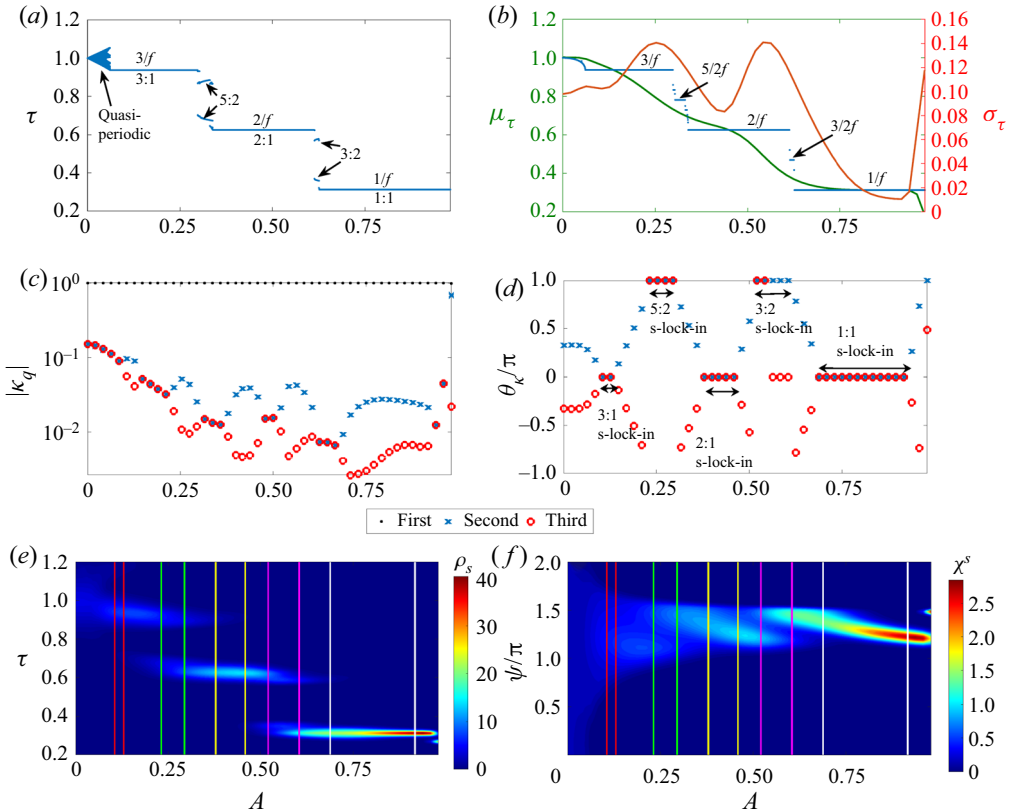 (a)
1.2
1.0
0.8
0.6
0.4
0.2
τ
3/f
3:1
Quasi-
periodic
5:2
2/f
2:1
3:2
1/f
1:1
0 0.25 0.50 0.75
(b)
1.2
1.0
0.8
0.6
0.4
0.2
μτ
3/f
5/2f
2/f
3/2f
1/f
0.16
0.14
0.12
0.10
0.08
0.06
0.04
0.02
0
στ
0 0.25 0.50 0.75
(c)
10^0
10^-1
10^-2
|κq|
0 0.25 0.50 0.75
(d)
1.0
0.5
0
−0.5
−1.0
θκ/π
5:2
s-lock-in
3:2
s-lock-in
1:1
s-lock-in
3:1
s-lock-in
2:1
s-lock-in
0 0.25 0.50 0.75
First Second Third
(e)
1.2
1.0
0.8
0.6
0.4
0.2
τ
ρs
40
30
20
10
0
0 0.25 0.50 0.75
A
(f)
2.0
1.5
1.0
0.5
0
ψ/π
χ^s
2.5
2.0
1.5
1.0
0.5
0
0.25 0.50 0.75
A